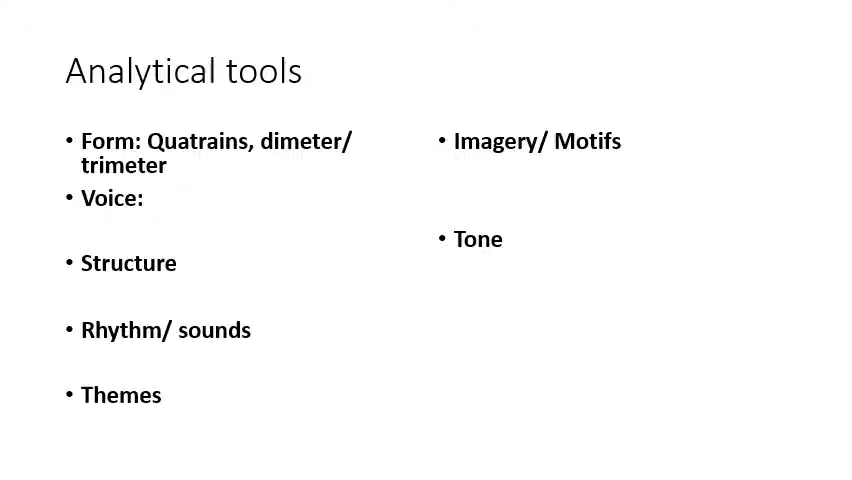 Analytical tools
• Form: Quatrains, dimeter/
trimeter
• Voice:
• Structure
• Rhythm/ sounds
• Themes
• Imagery/ Motifs
• Tone